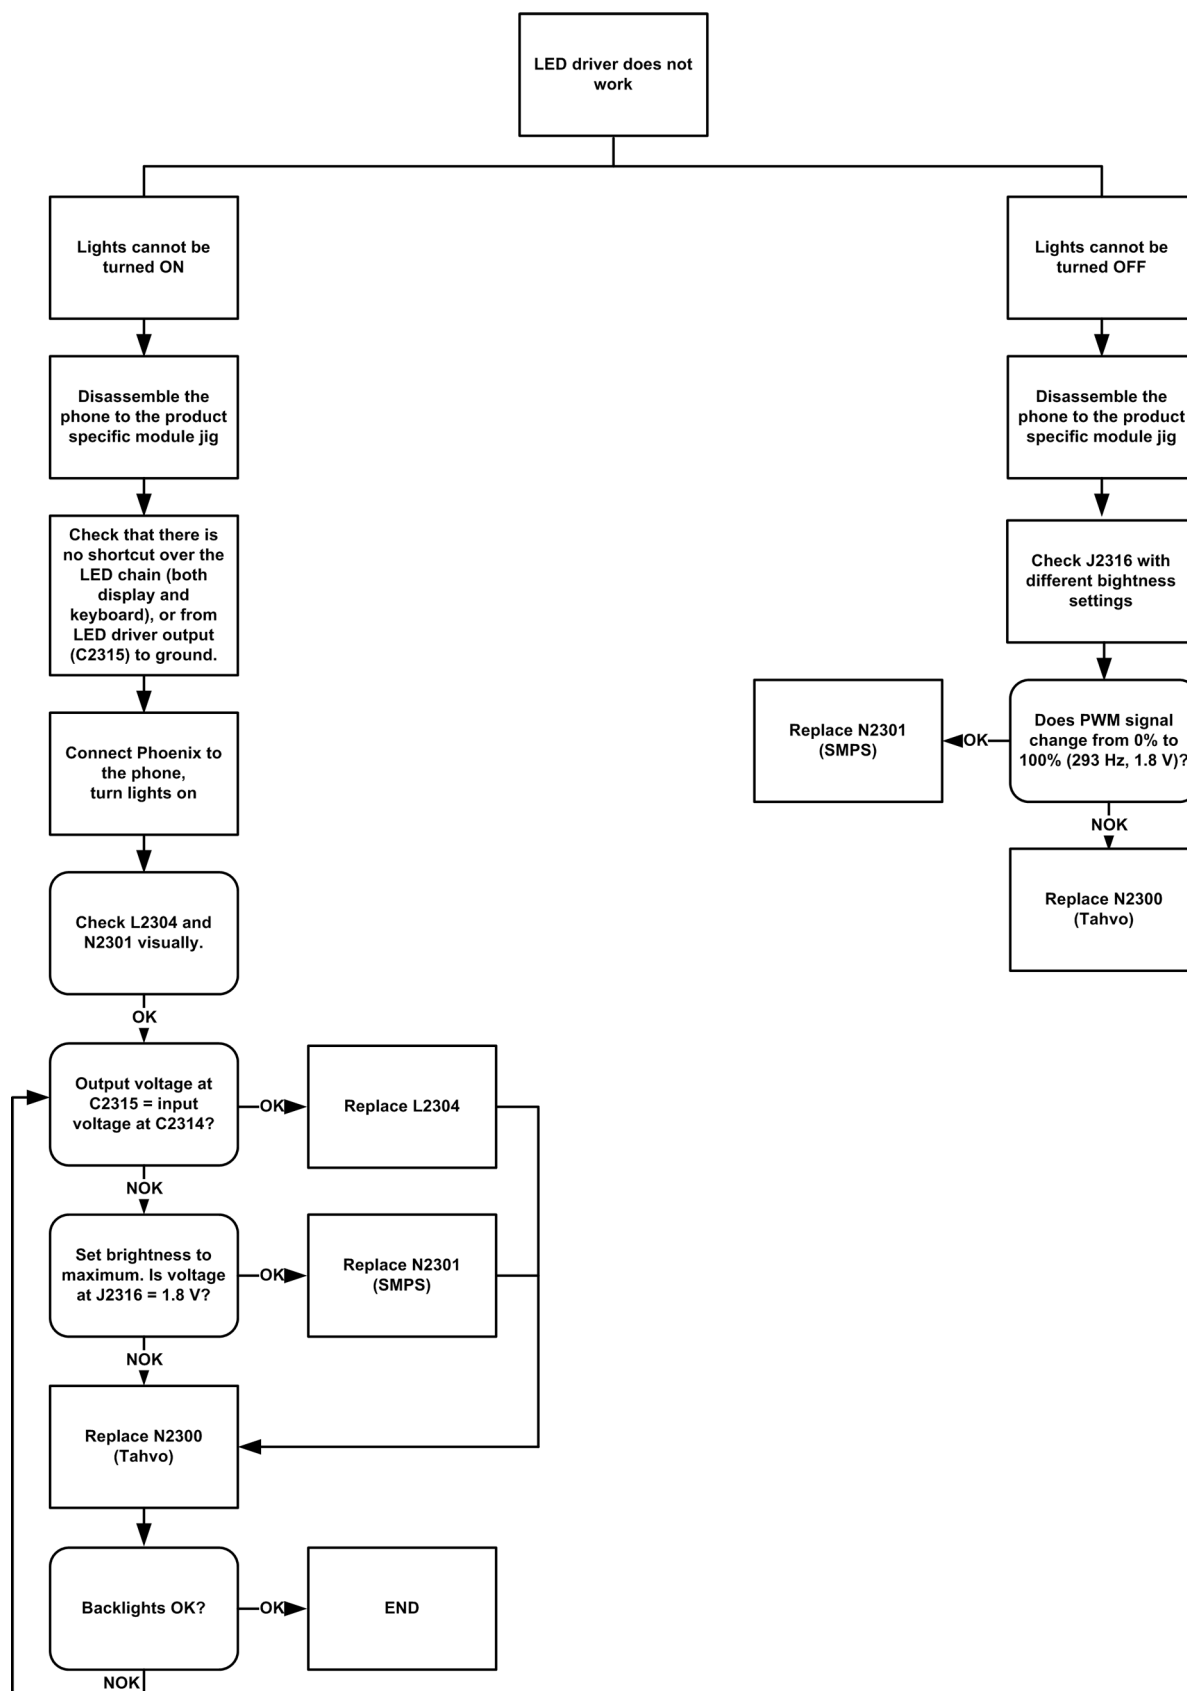 LED driver does not
work
Lights cannot be
turned ON
Disassemble the
phone to the product
specific module jig
Check that there is
no shortcut over the
LED chain (both
display and
keyboard), or from
LED driver output
(C2315) to ground.
Connect Phoenix to
the phone,
turn lights on
Check L2304 and
N2301 visually.
OK
Output voltage at
C2315 = input
voltage at C2314?
OK
Replace L2304
NOK
Set brightness to
maximum. Is voltage
at J2316 = 1.8 V?
OK
Replace N2301
(SMPS)
NOK
Replace N2300
(Tahvo)
Backlights OK?
OK
END
NOK
Lights cannot be
turned OFF
Disassemble the
phone to the product
specific module jig
Check J2316 with
different bightness
settings
Does PWM signal
change from 0% to
100% (293 Hz, 1.8 V)?
OK
Replace N2301
(SMPS)
NOK
Replace N2300
(Tahvo)